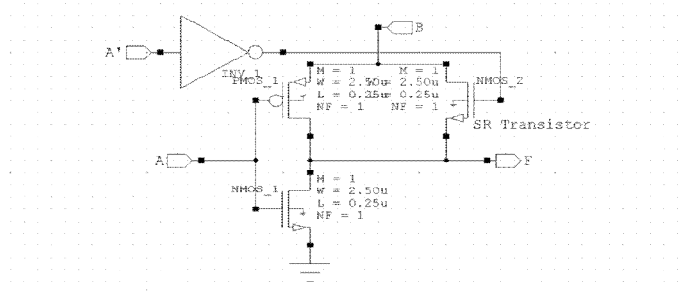 B
A'
INV_1
PMOS_1
M = 1
W = 2.50u
L = 0.25u
NF = 1
M = 1
= 2.50u
= 0.25u
NF = 1
NMOS_2
SR Transistor
A
F
NMOS_1
M = 1
W = 2.50u
L = 0.25u
NF = 1